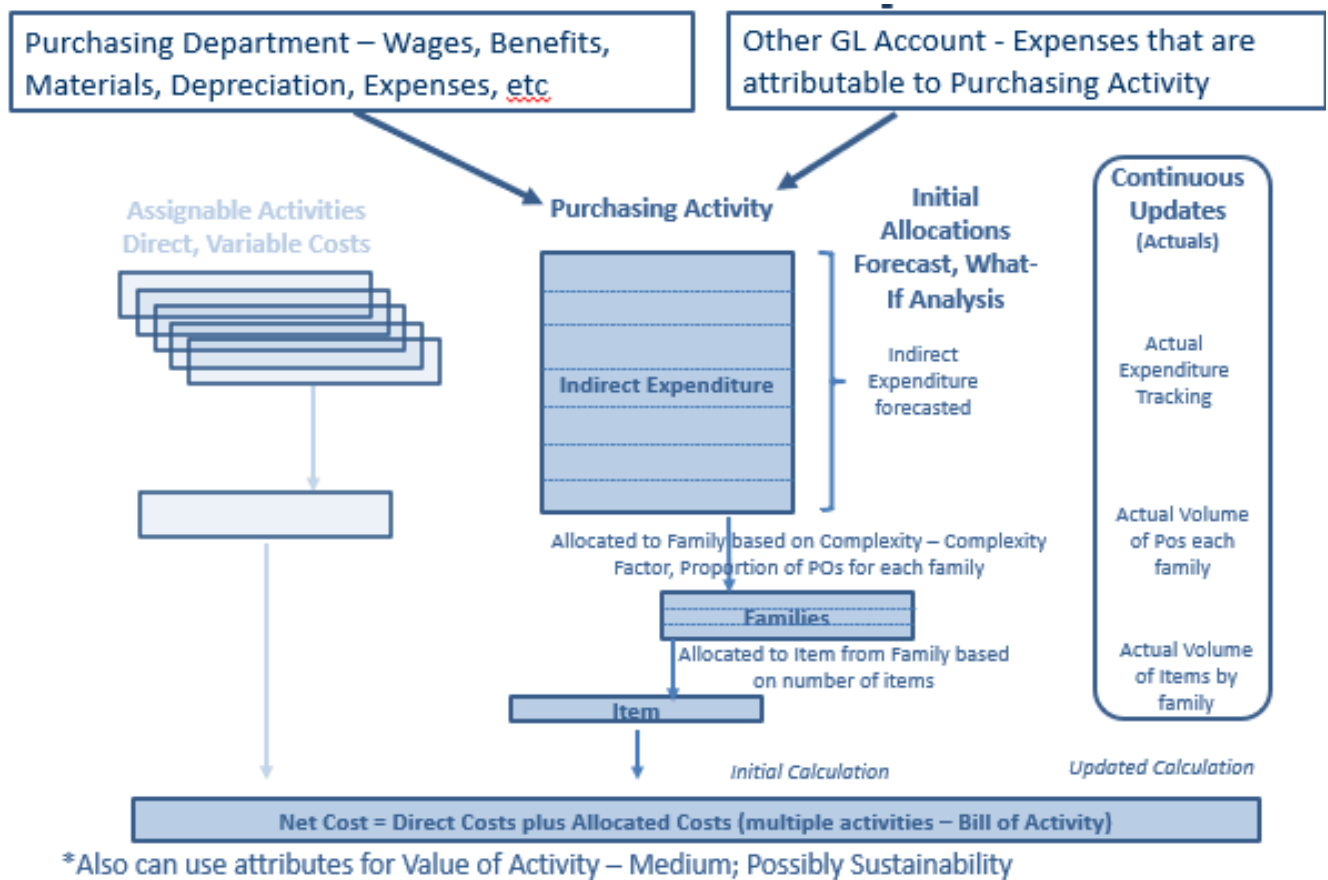 Purchasing Department – Wages, Benefits,
Materials, Depreciation, Expenses, etc
Other GL Account - Expenses that are
attributable to Purchasing Activity
Assignable Activities
Direct, Variable Costs
Purchasing Activity
Initial
Allocations
Forecast, What-
If Analysis
Continuous
Updates
(Actuals)
Indirect Expenditure
Indirect
Expenditure
forecasted
Actual
Expenditure
Tracking
Allocated to Family based on Complexity – Complexity
Factor, Proportion of POs for each family
Actual Volume
of Pos each
family
Families
Allocated to Item from Family based
on number of items
Actual Volume
of Items by
family
Item
Initial Calculation
Updated Calculation
Net Cost = Direct Costs plus Allocated Costs (multiple activities – Bill of Activity)
*Also can use attributes for Value of Activity – Medium; Possibly Sustainability